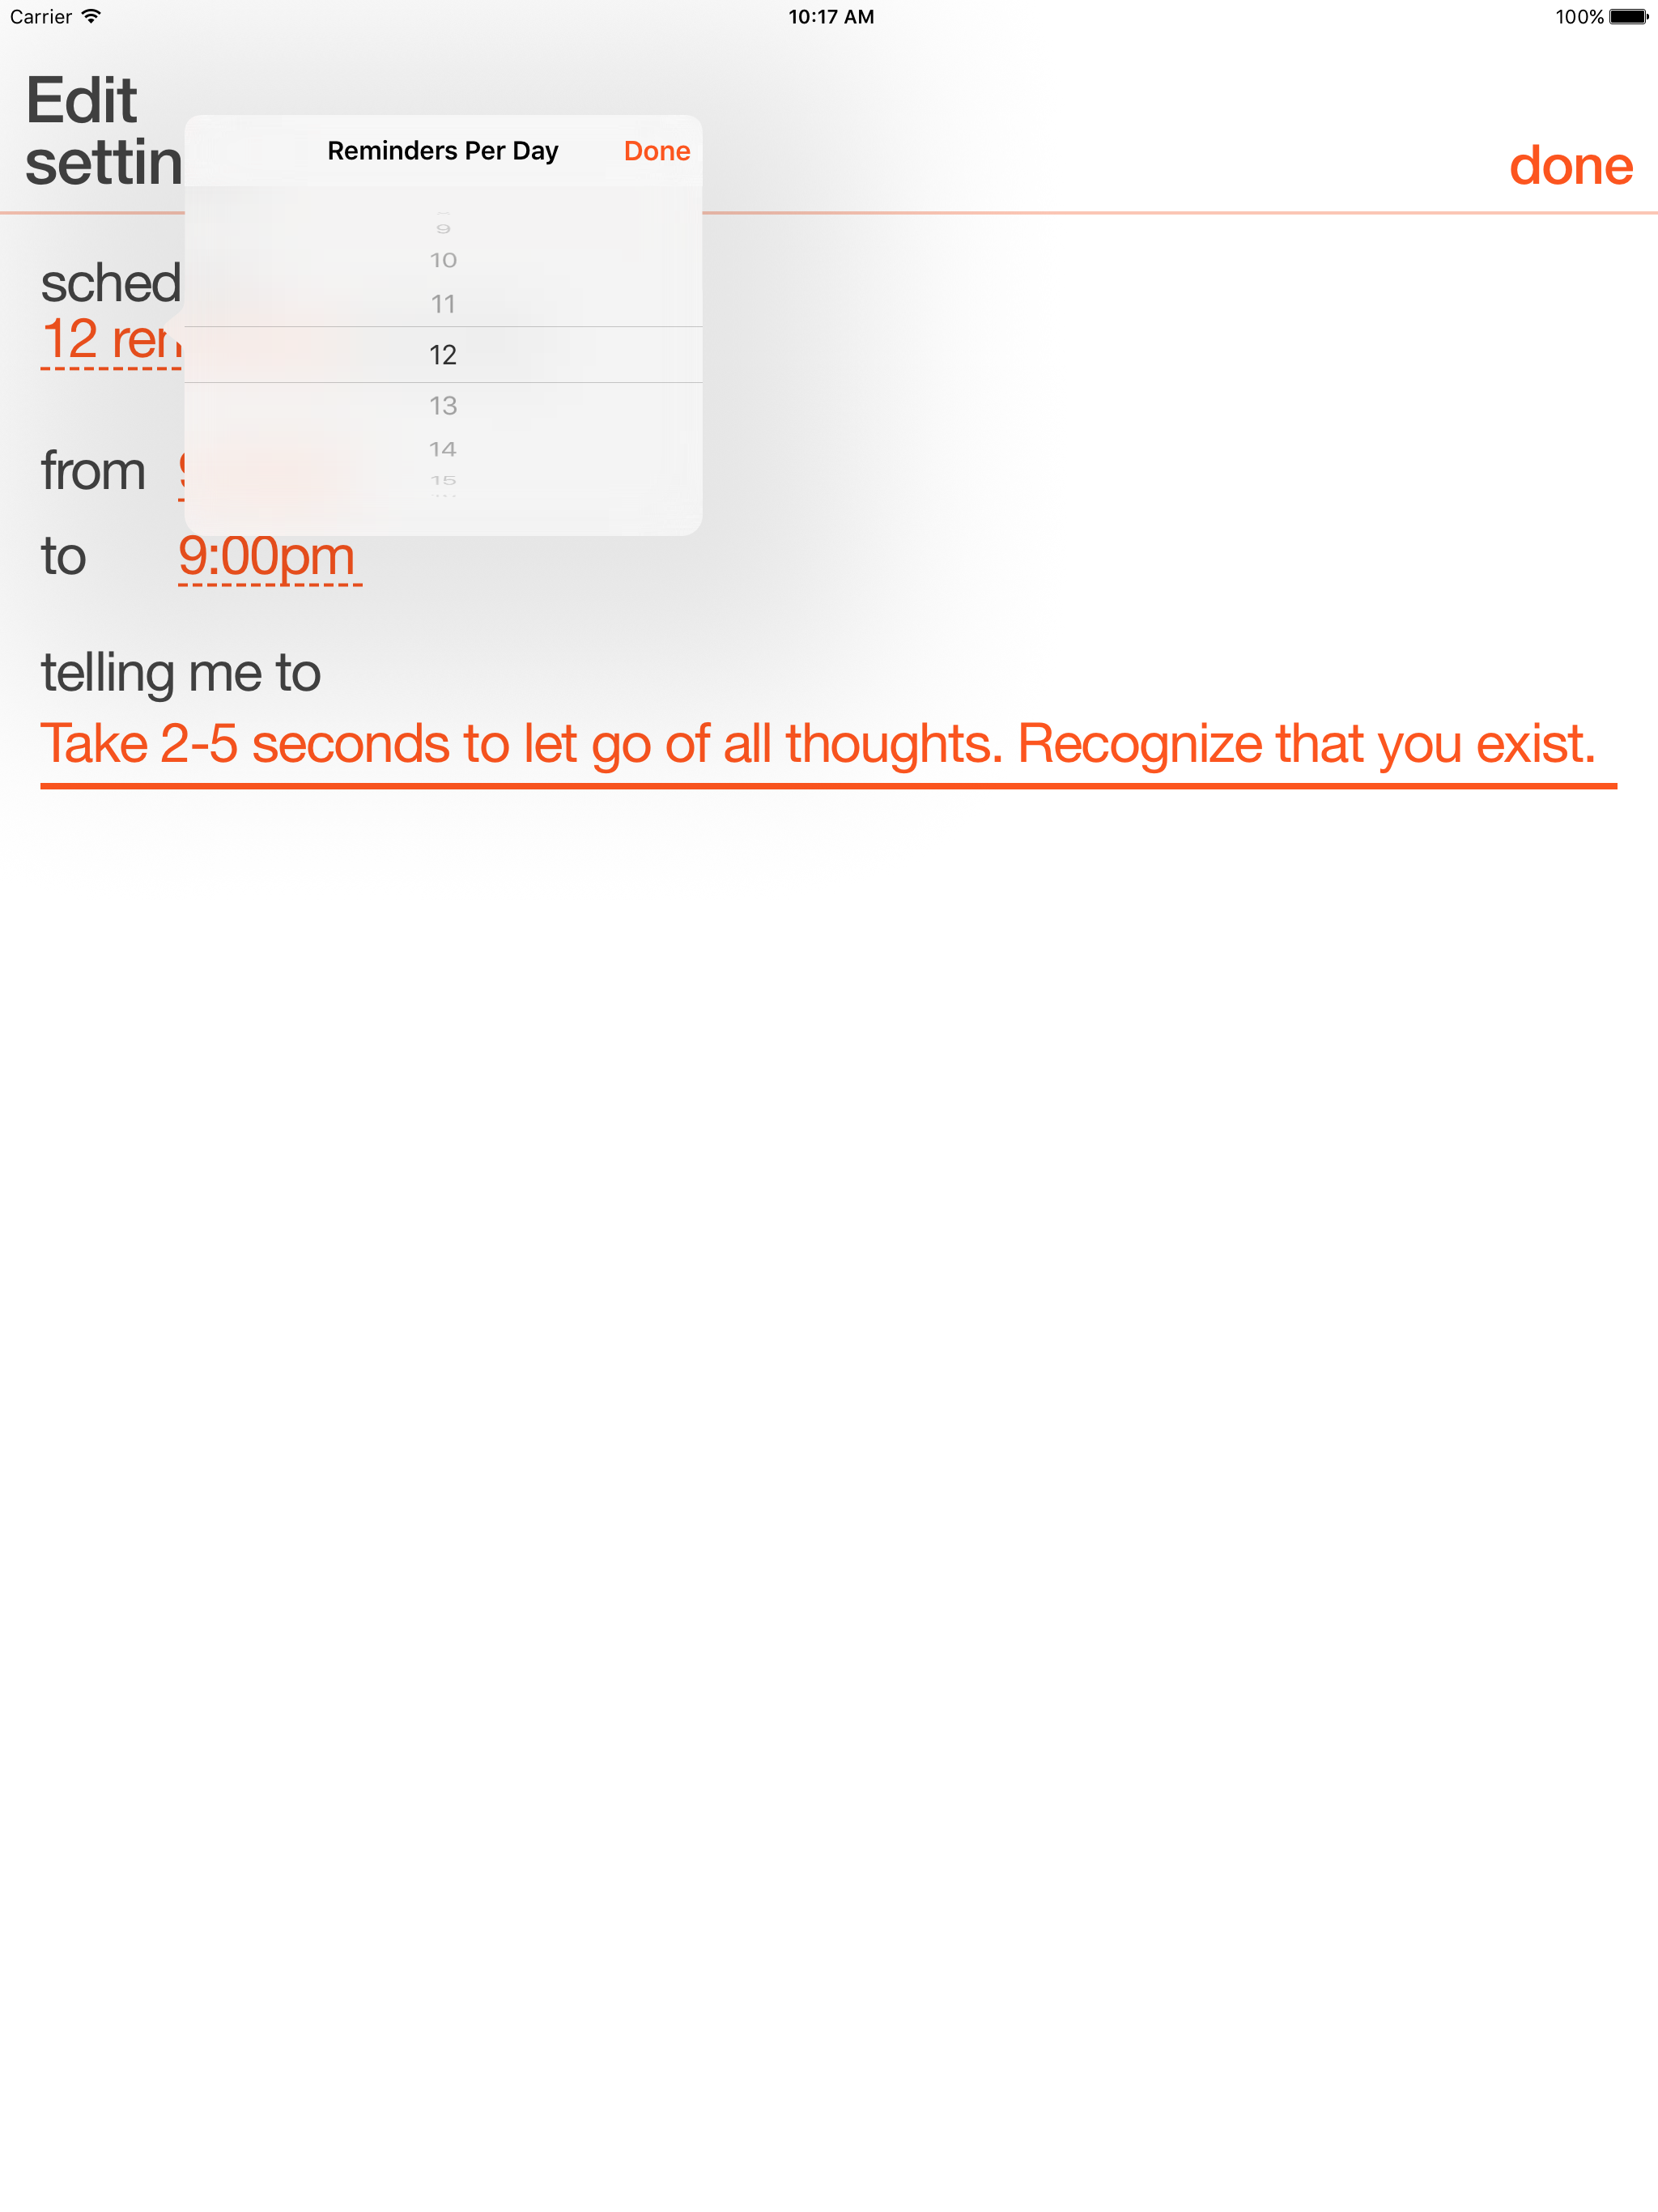 Carrier 10:17 AM 100%
Edit
settin
done
Reminders Per Day Done
9
10
11
12
13
14
15
sched
12 rem
from 9
to 9:00pm
telling me to
Take 2-5 seconds to let go of all thoughts. Recognize that you exist.